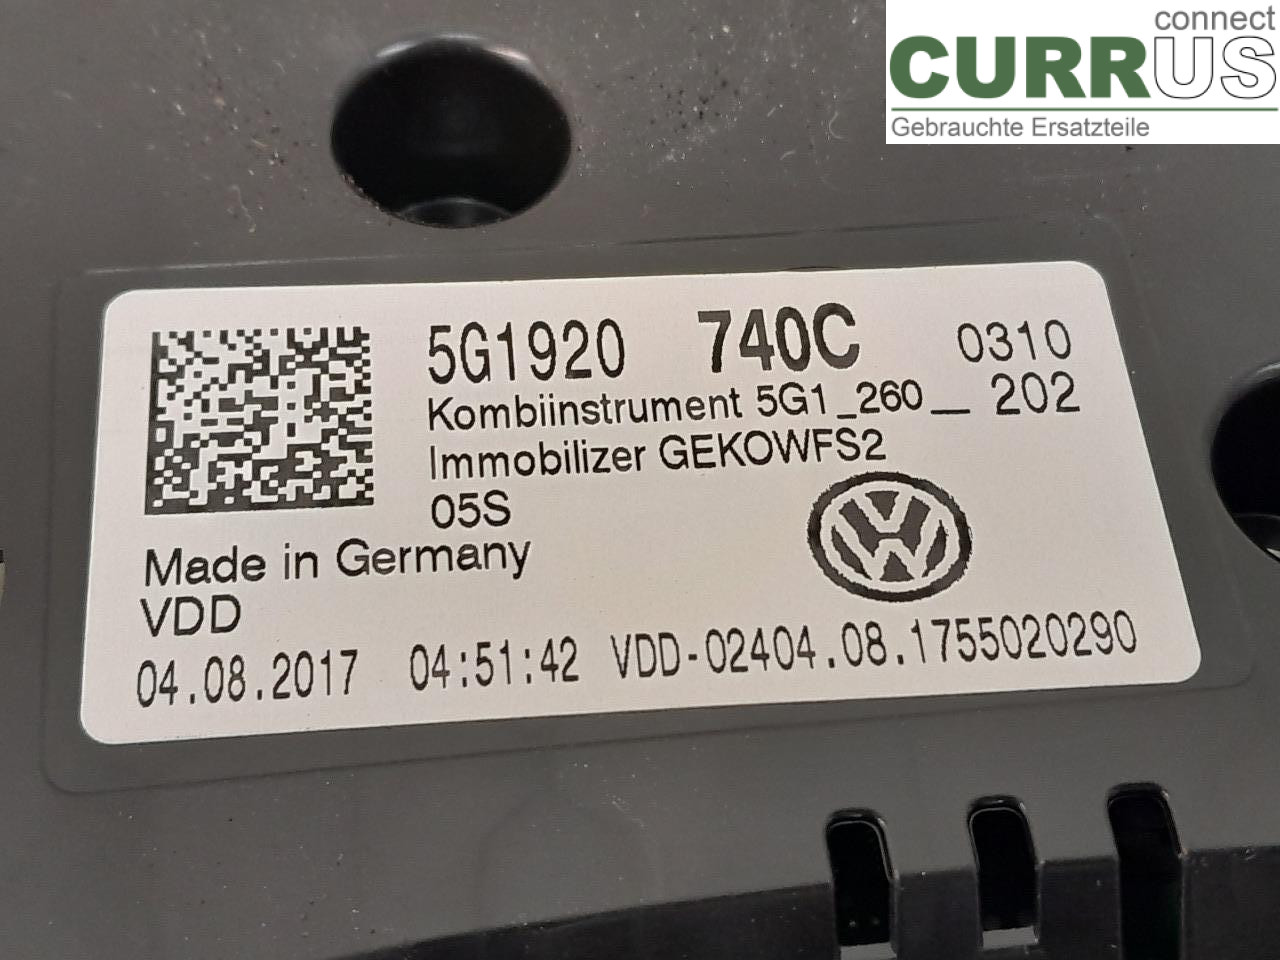 connect
CURRUS
Gebrauchte Ersatzteile
5G1920 740C 0310
Kombiinstrument 5G1_260__ 202
Immobilizer GEKOWFS2
05S
Made in Germany
VDD
04.08.2017 04:51:42 VDD-02404.08.1755020290